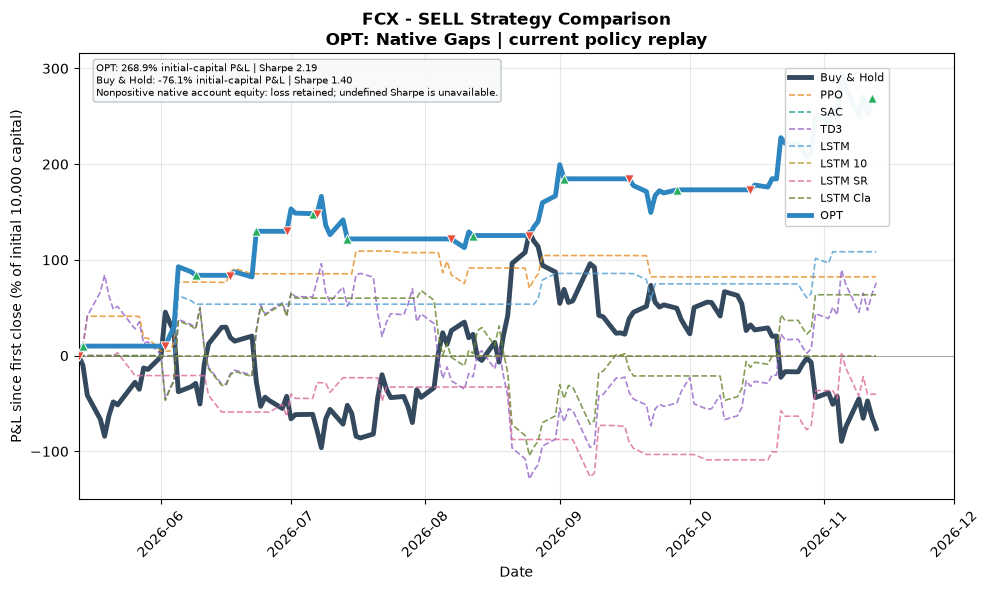 FCX - SELL Strategy Comparison
OPT: Native Gaps | current policy replay
OPT: 268.9% initial-capital P&L | Sharpe 2.19
Buy & Hold: -76.1% initial-capital P&L | Sharpe 1.40
Nonpositive native account equity: loss retained; undefined Sharpe is unavailable.
Buy & Hold
PPO
SAC
TD3
LSTM
LSTM 10
LSTM SR
LSTM Cla
OPT
P&L since first close (% of initial 10,000 capital)
300
200
100
0
−100
2026-06
2026-07
2026-08
2026-09
2026-10
2026-11
2026-12
Date